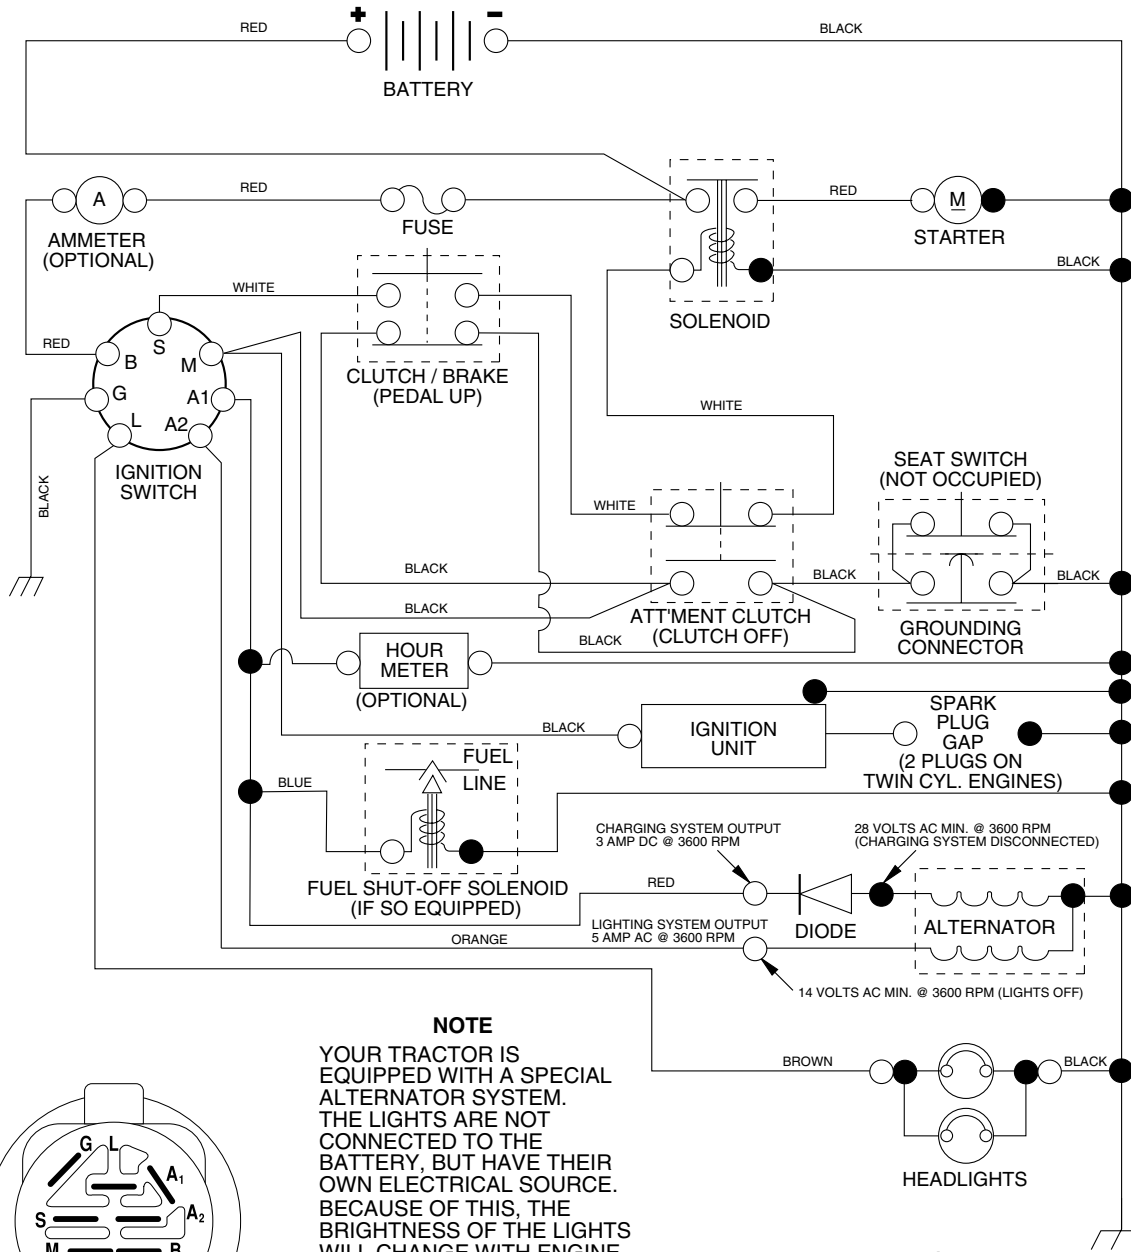 + -
RED
BLACK
BATTERY
A
RED
FUSE
RED
M
STARTER
AMMETER
(OPTIONAL)
BLACK
WHITE
SOLENOID
RED
S
B
M
G
A1
L
A2
CLUTCH / BRAKE
(PEDAL UP)
WHITE
IGNITION
SWITCH
BLACK
SEAT SWITCH
(NOT OCCUPIED)
WHITE
BLACK
BLACK
BLACK
BLACK
ATT'MENT CLUTCH
(CLUTCH OFF)
GROUNDING
CONNECTOR
BLACK
HOUR
METER
(OPTIONAL)
BLACK
IGNITION
UNIT
SPARK
PLUG
GAP
(2 PLUGS ON
TWIN CYL. ENGINES)
FUEL
LINE
BLUE
FUEL SHUT-OFF SOLENOID
(IF SO EQUIPPED)
CHARGING SYSTEM OUTPUT
3 AMP DC @ 3600 RPM
28 VOLTS AC MIN. @ 3600 RPM
(CHARGING SYSTEM DISCONNECTED)
RED
DIODE
ALTERNATOR
LIGHTING SYSTEM OUTPUT
5 AMP AC @ 3600 RPM
ORANGE
14 VOLTS AC MIN. @ 3600 RPM (LIGHTS OFF)
BROWN
BLACK
HEADLIGHTS
NOTE
YOUR TRACTOR IS
EQUIPPED WITH A SPECIAL
ALTERNATOR SYSTEM.
THE LIGHTS ARE NOT
CONNECTED TO THE
BATTERY, BUT HAVE THEIR
OWN ELECTRICAL SOURCE.
BECAUSE OF THIS, THE
BRIGHTNESS OF THE LIGHTS
WILL CHANGE WITH ENGINE
G L
A1
S
A2
M
B